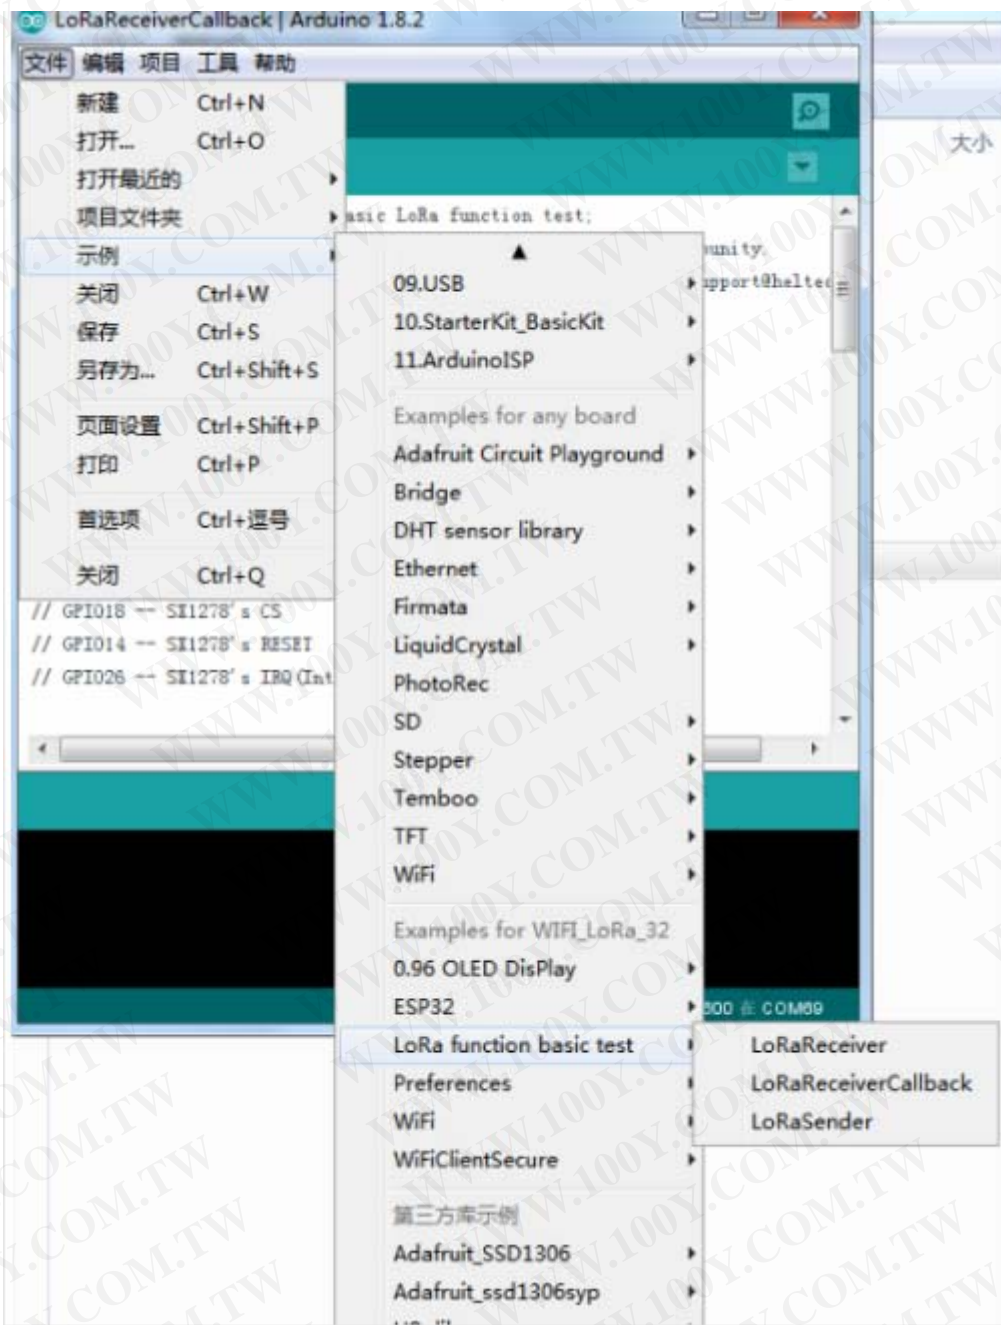 LoRaReceiverCallback | Arduino 1.8.2
文件 编辑 项目 工具 帮助
新建 Ctrl+N
打开... Ctrl+O
打开最近的
项目文件夹
示例
关闭 Ctrl+W
保存 Ctrl+S
另存为... Ctrl+Shift+S
页面设置 Ctrl+Shift+P
打印 Ctrl+P
首选项 Ctrl+逗号
关闭 Ctrl+Q
大小
asic LoRa function test;
unity.
upport@heltec
// GPIO18 -- SX1278's CS
// GPIO14 -- SX1278's RESET
// GPIO26 -- SX1278's IRQ(Int
09.USB
10.StarterKit_BasicKit
11.ArduinoISP
Examples for any board
Adafruit Circuit Playground
Bridge
DHT sensor library
Ethernet
Firmata
LiquidCrystal
PhotoRec
SD
Stepper
Temboo
TFT
WiFi
Examples for WIFI_LoRa_32
0.96 OLED DisPlay
ESP32
LoRa function basic test
Preferences
WiFi
WiFiClientSecure
第三方库示例
Adafruit_SSD1306
Adafruit_ssd1306syp
在 COM69
LoRaReceiver
LoRaReceiverCallback
LoRaSender
WWW.100Y.COM.TW